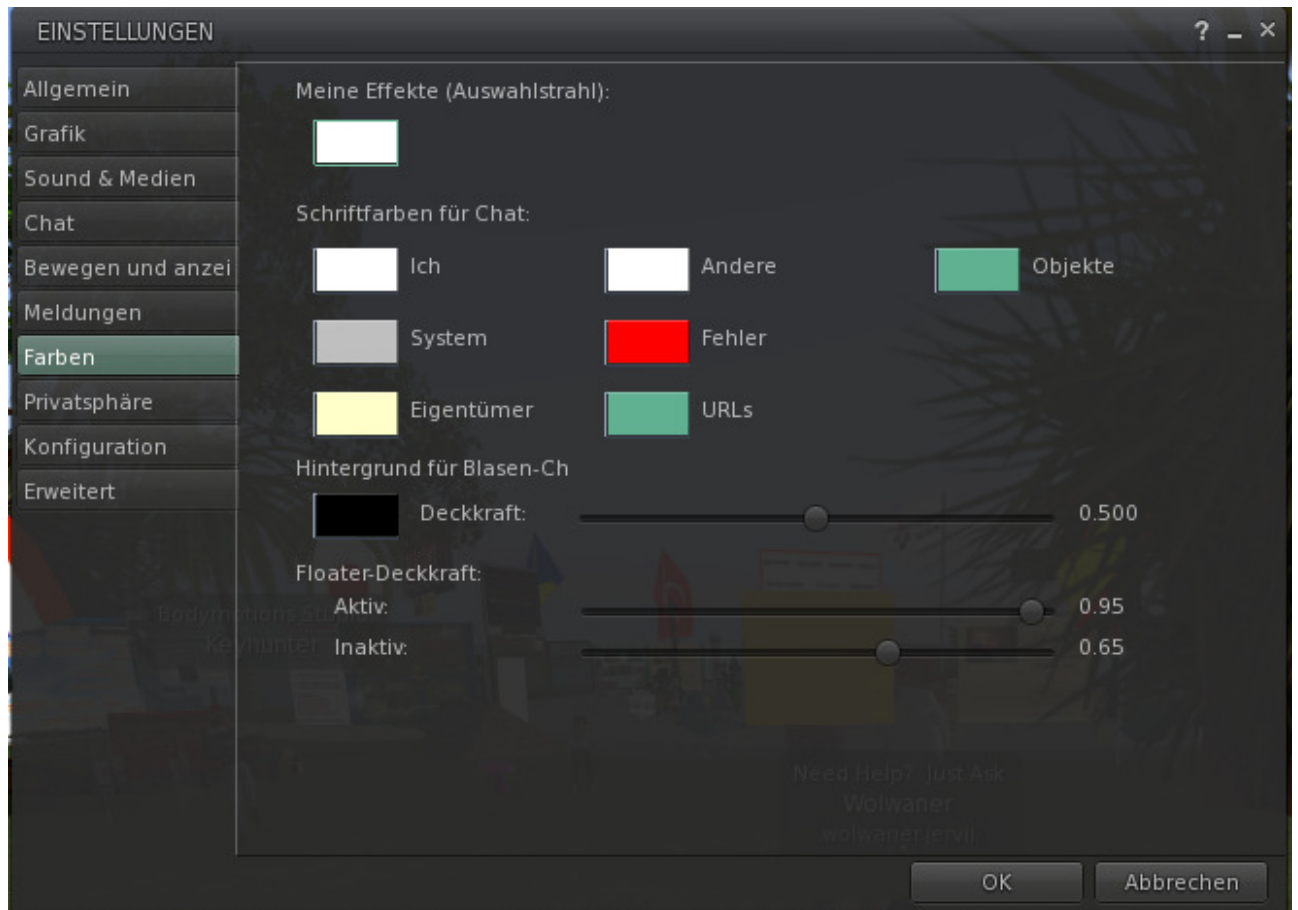 EINSTELLUNGEN ? _ ×
Allgemein
Grafik
Sound & Medien
Chat
Bewegen und anzei
Meldungen
Farben
Privatsphäre
Konfiguration
Erweitert
Meine Effekte (Auswahlstrahl):
Schriftfarben für Chat:
Ich Andere Objekte
System Fehler
Eigentümer URLs
Hintergrund für Blasen-Ch
Deckkraft: 0.500
Floater-Deckkraft:
Aktiv: 0.95
Inaktiv: 0.65
Bodymotions
Keyhunter
Need Help? Just Ask
Wolwaner
OK Abbrechen